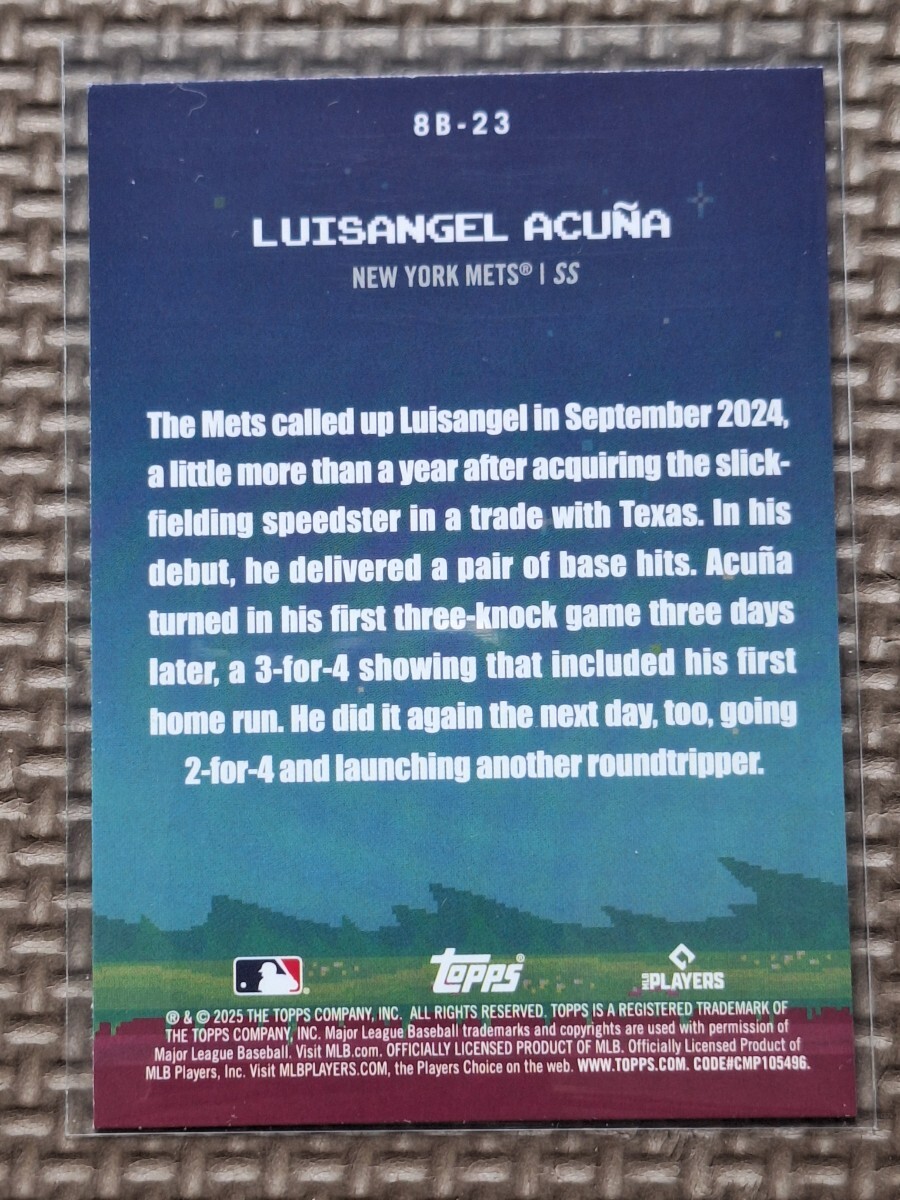 8B-23
LUISANGEL ACUÑA
NEW YORK METS® | SS
The Mets called up Luisangel in September 2024,
a little more than a year after acquiring the slick-
fielding speedster in a trade with Texas. In his
debut, he delivered a pair of base hits. Acuña
turned in his first three-knock game three days
later, a 3-for-4 showing that included his first
home run. He did it again the next day, too, going
2-for-4 and launching another roundtripper.
topps® MLB PLAYERS
® & © 2025 THE TOPPS COMPANY, INC. ALL RIGHTS RESERVED. TOPPS IS A REGISTERED TRADEMARK OF
THE TOPPS COMPANY, INC. Major League Baseball trademarks and copyrights are used with permission of
Major League Baseball. Visit MLB.com. OFFICIALLY LICENSED PRODUCT OF MLB. Officially Licensed Product of
MLB Players, Inc. Visit MLBPLAYERS.COM, the Players Choice on the web. WWW.TOPPS.COM. CODE#CMP105496.